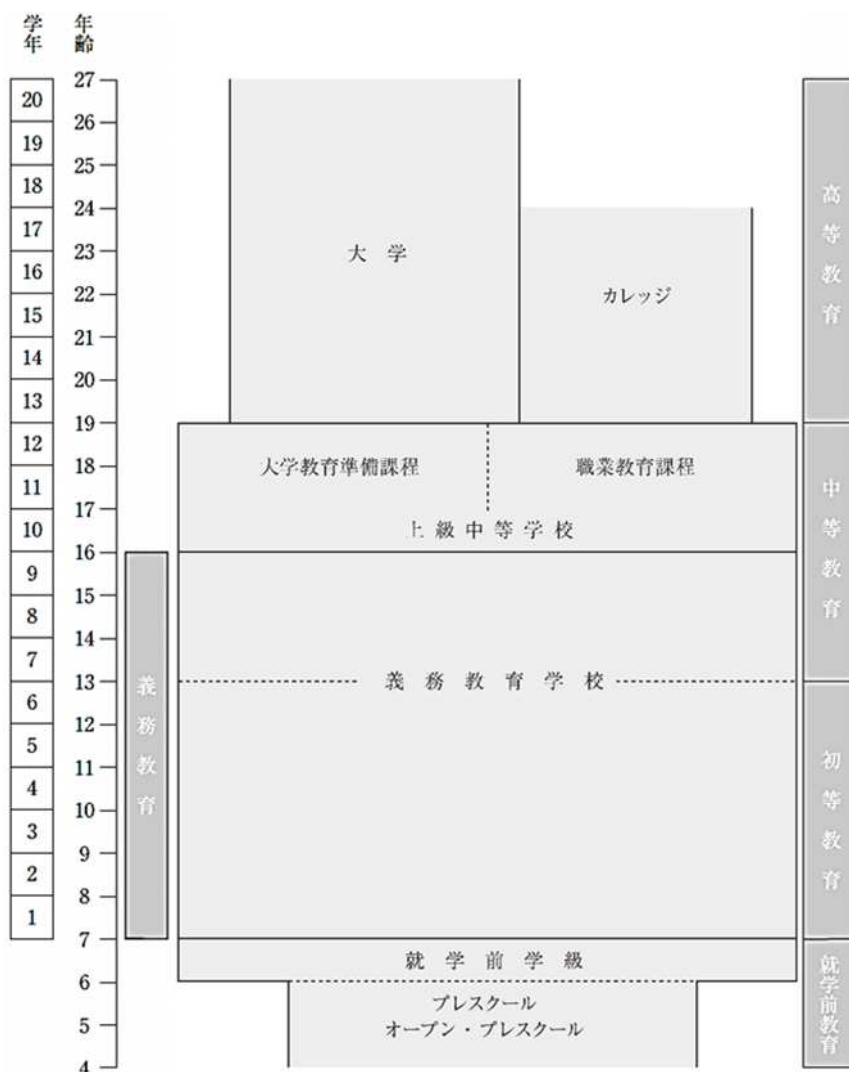 学年
年齢
20
19
18
17
16
15
14
13
12
11
10
9
8
7
6
5
4
3
2
1
27
26
25
24
23
22
21
20
19
18
17
16
15
14
13
12
11
10
9
8
7
6
5
4
義務教育
大学
カレッジ
大学教育準備課程
職業教育課程
上級中等学校
義務教育学校
就学前学級
プレスクール
オープン・プレスクール
高等教育
中等教育
初等教育
就学前教育